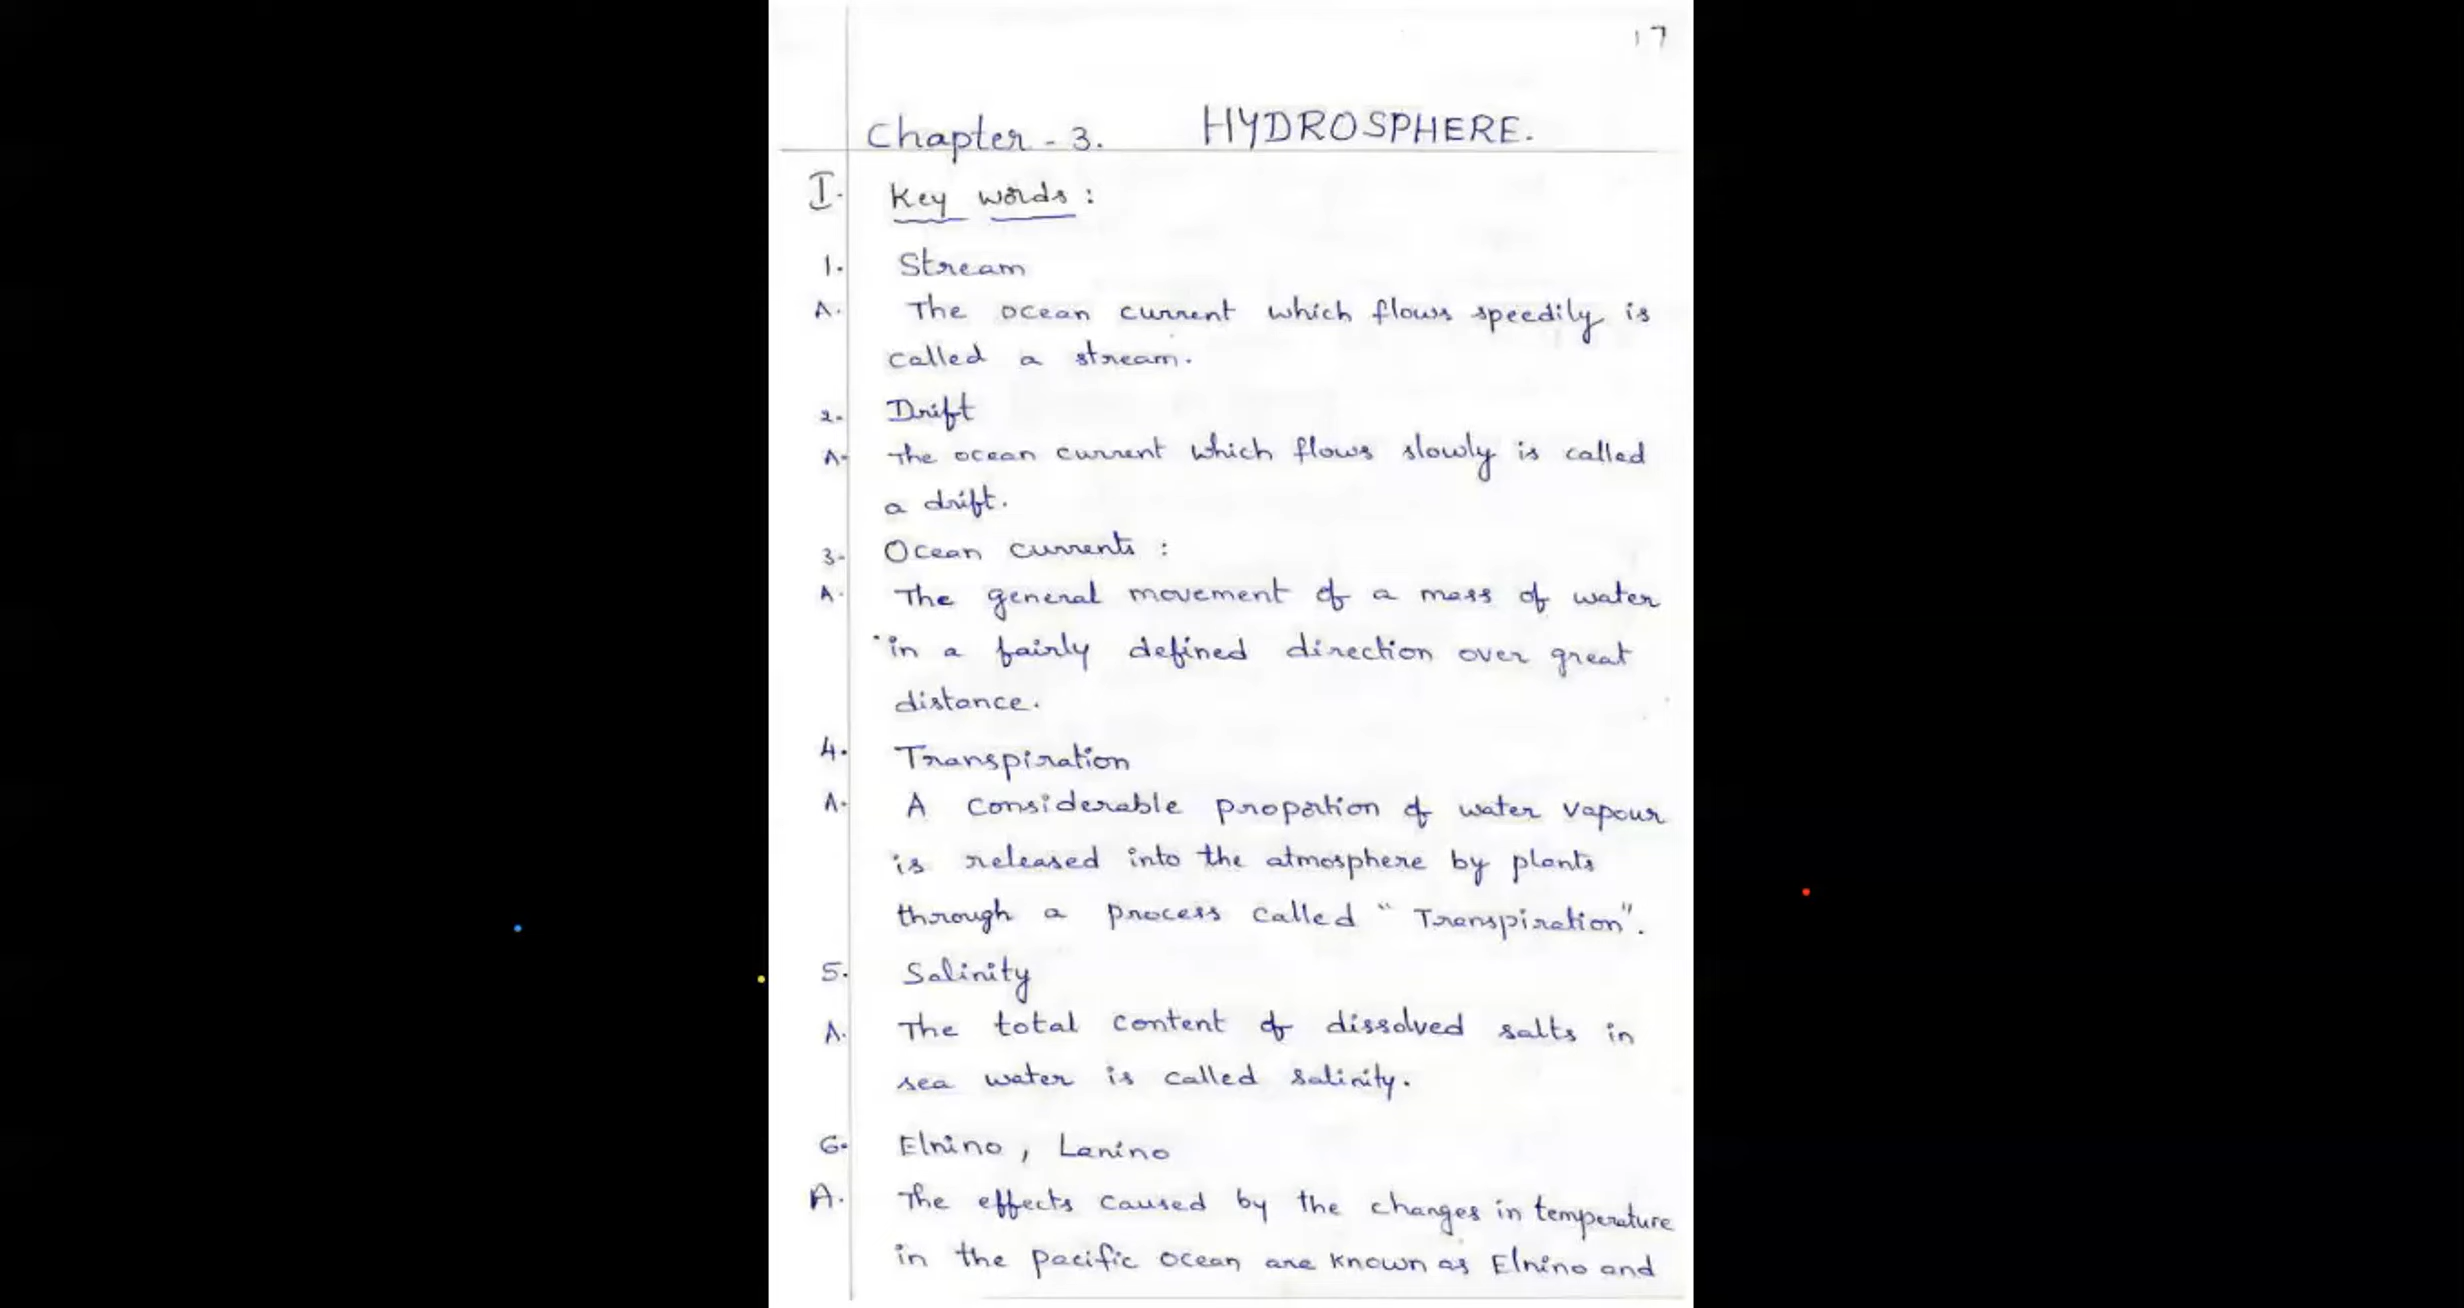 17
Chapter - 3. HYDROSPHERE.
I. Key words :
1. Stream
A. The ocean current which flows speedily is
called a stream.
2. Drift
A. The ocean current which flows slowly is called
a drift.
3. Ocean currents :
A. The general movement of a mass of water
in a fairly defined direction over great
distance.
4. Transpiration
A. A considerable proportion of water vapour
is released into the atmosphere by plants
through a process called "Transpiration".
5. Salinity
A. The total content of dissolved salts in
sea water is called salinity.
6. Elnino, Lanino
A. The effects caused by the changes in temperature
in the pacific ocean are known as Elnino and